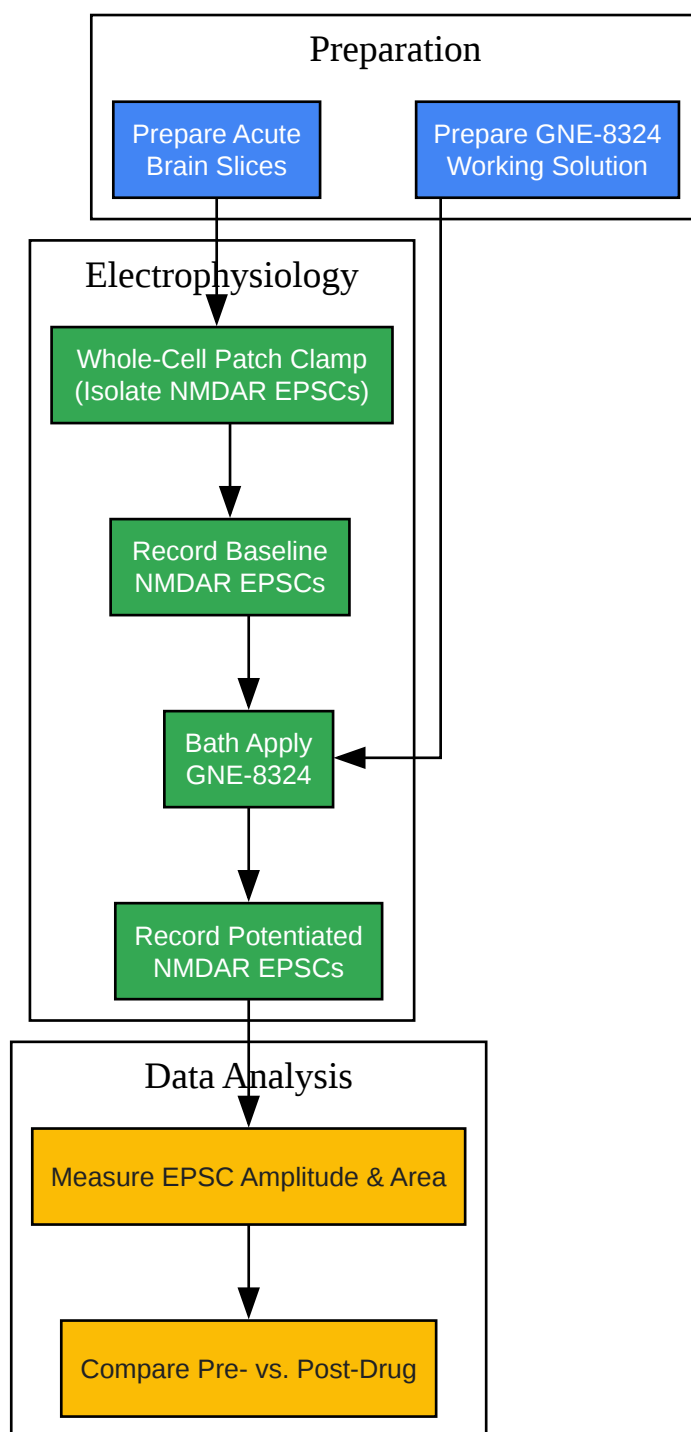 Preparation
Prepare Acute
Brain Slices
Prepare GNE-8324
Working Solution
Electrophysiology
Whole-Cell Patch Clamp
(Isolate NMDAR EPSCs)
Record Baseline
NMDAR EPSCs
Bath Apply
GNE-8324
Record Potentiated
NMDAR EPSCs
Data Analysis
Measure EPSC Amplitude & Area
Compare Pre- vs. Post-Drug